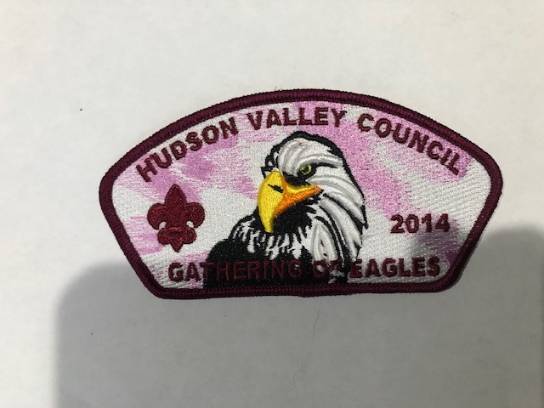 HUDSON VALLEY COUNCIL
2014
GATHERING OF EAGLES